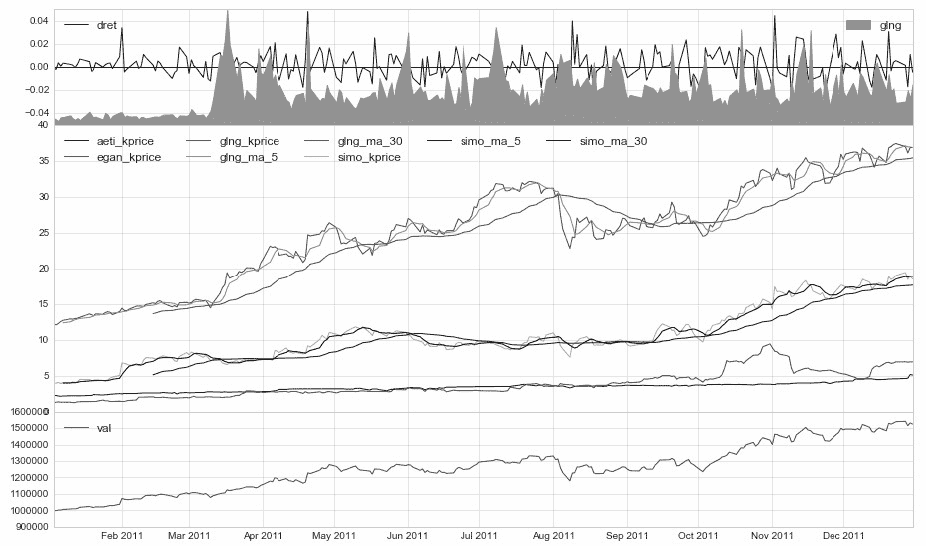 0.04
dret
glng
0.02
0.00
−0.02
−0.04
40
aeti_kprice
glng_kprice
glng_ma_30
simo_ma_5
simo_ma_30
egan_kprice
glng_ma_5
simo_kprice
35
30
25
20
15
10
5
1600000
val
1500000
1400000
1300000
1200000
1100000
1000000
900000
Feb 2011 Mar 2011 Apr 2011 May 2011 Jun 2011 Jul 2011 Aug 2011 Sep 2011 Oct 2011 Nov 2011 Dec 2011